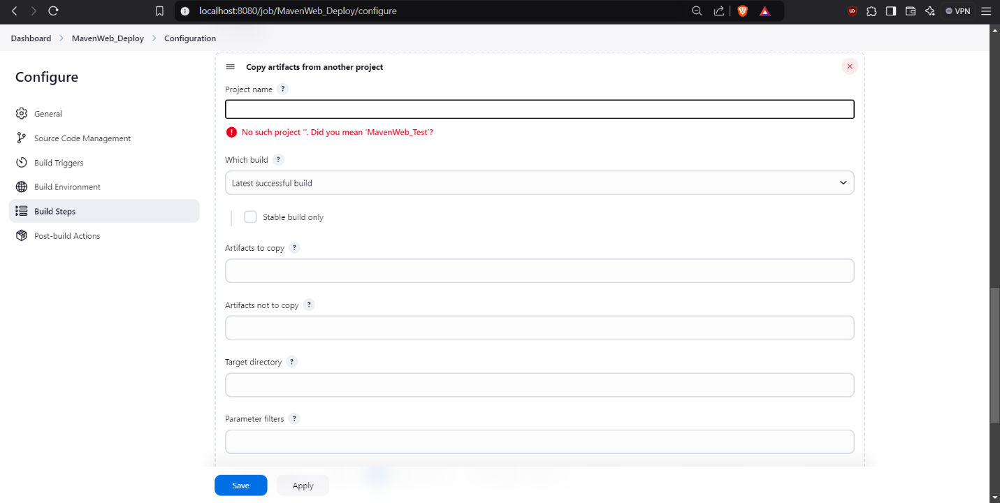 localhost:8080/job/MavenWeb_Deploy/configure
VPN
Dashboard > MavenWeb_Deploy > Configuration
Configure
General
Source Code Management
Build Triggers
Build Environment
Build Steps
Post-build Actions
Copy artifacts from another project
Project name ?
No such project ‘’. Did you mean ‘MavenWeb_Test’?
Which build ?
Latest successful build
Stable build only
Artifacts to copy ?
Artifacts not to copy ?
Target directory ?
Parameter filters ?
Save
Apply